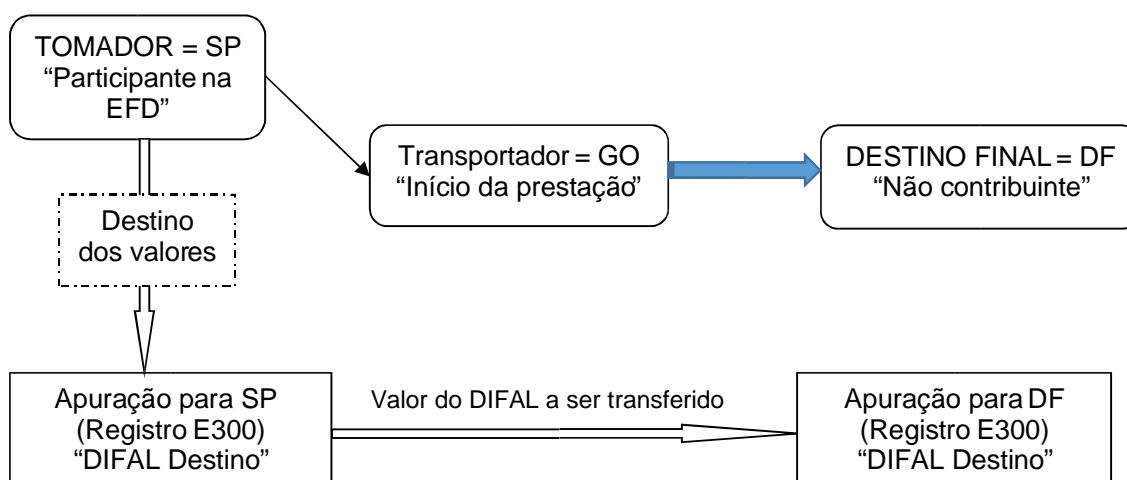 TOMADOR = SP
“Participante na
EFD”
Transportador = GO
“Início da prestação”
DESTINO FINAL = DF
“Não contribuinte”
Destino
dos valores
Apuração para SP
(Registro E300)
“DIFAL Destino”
Valor do DIFAL a ser transferido
Apuração para DF
(Registro E300)
“DIFAL Destino”